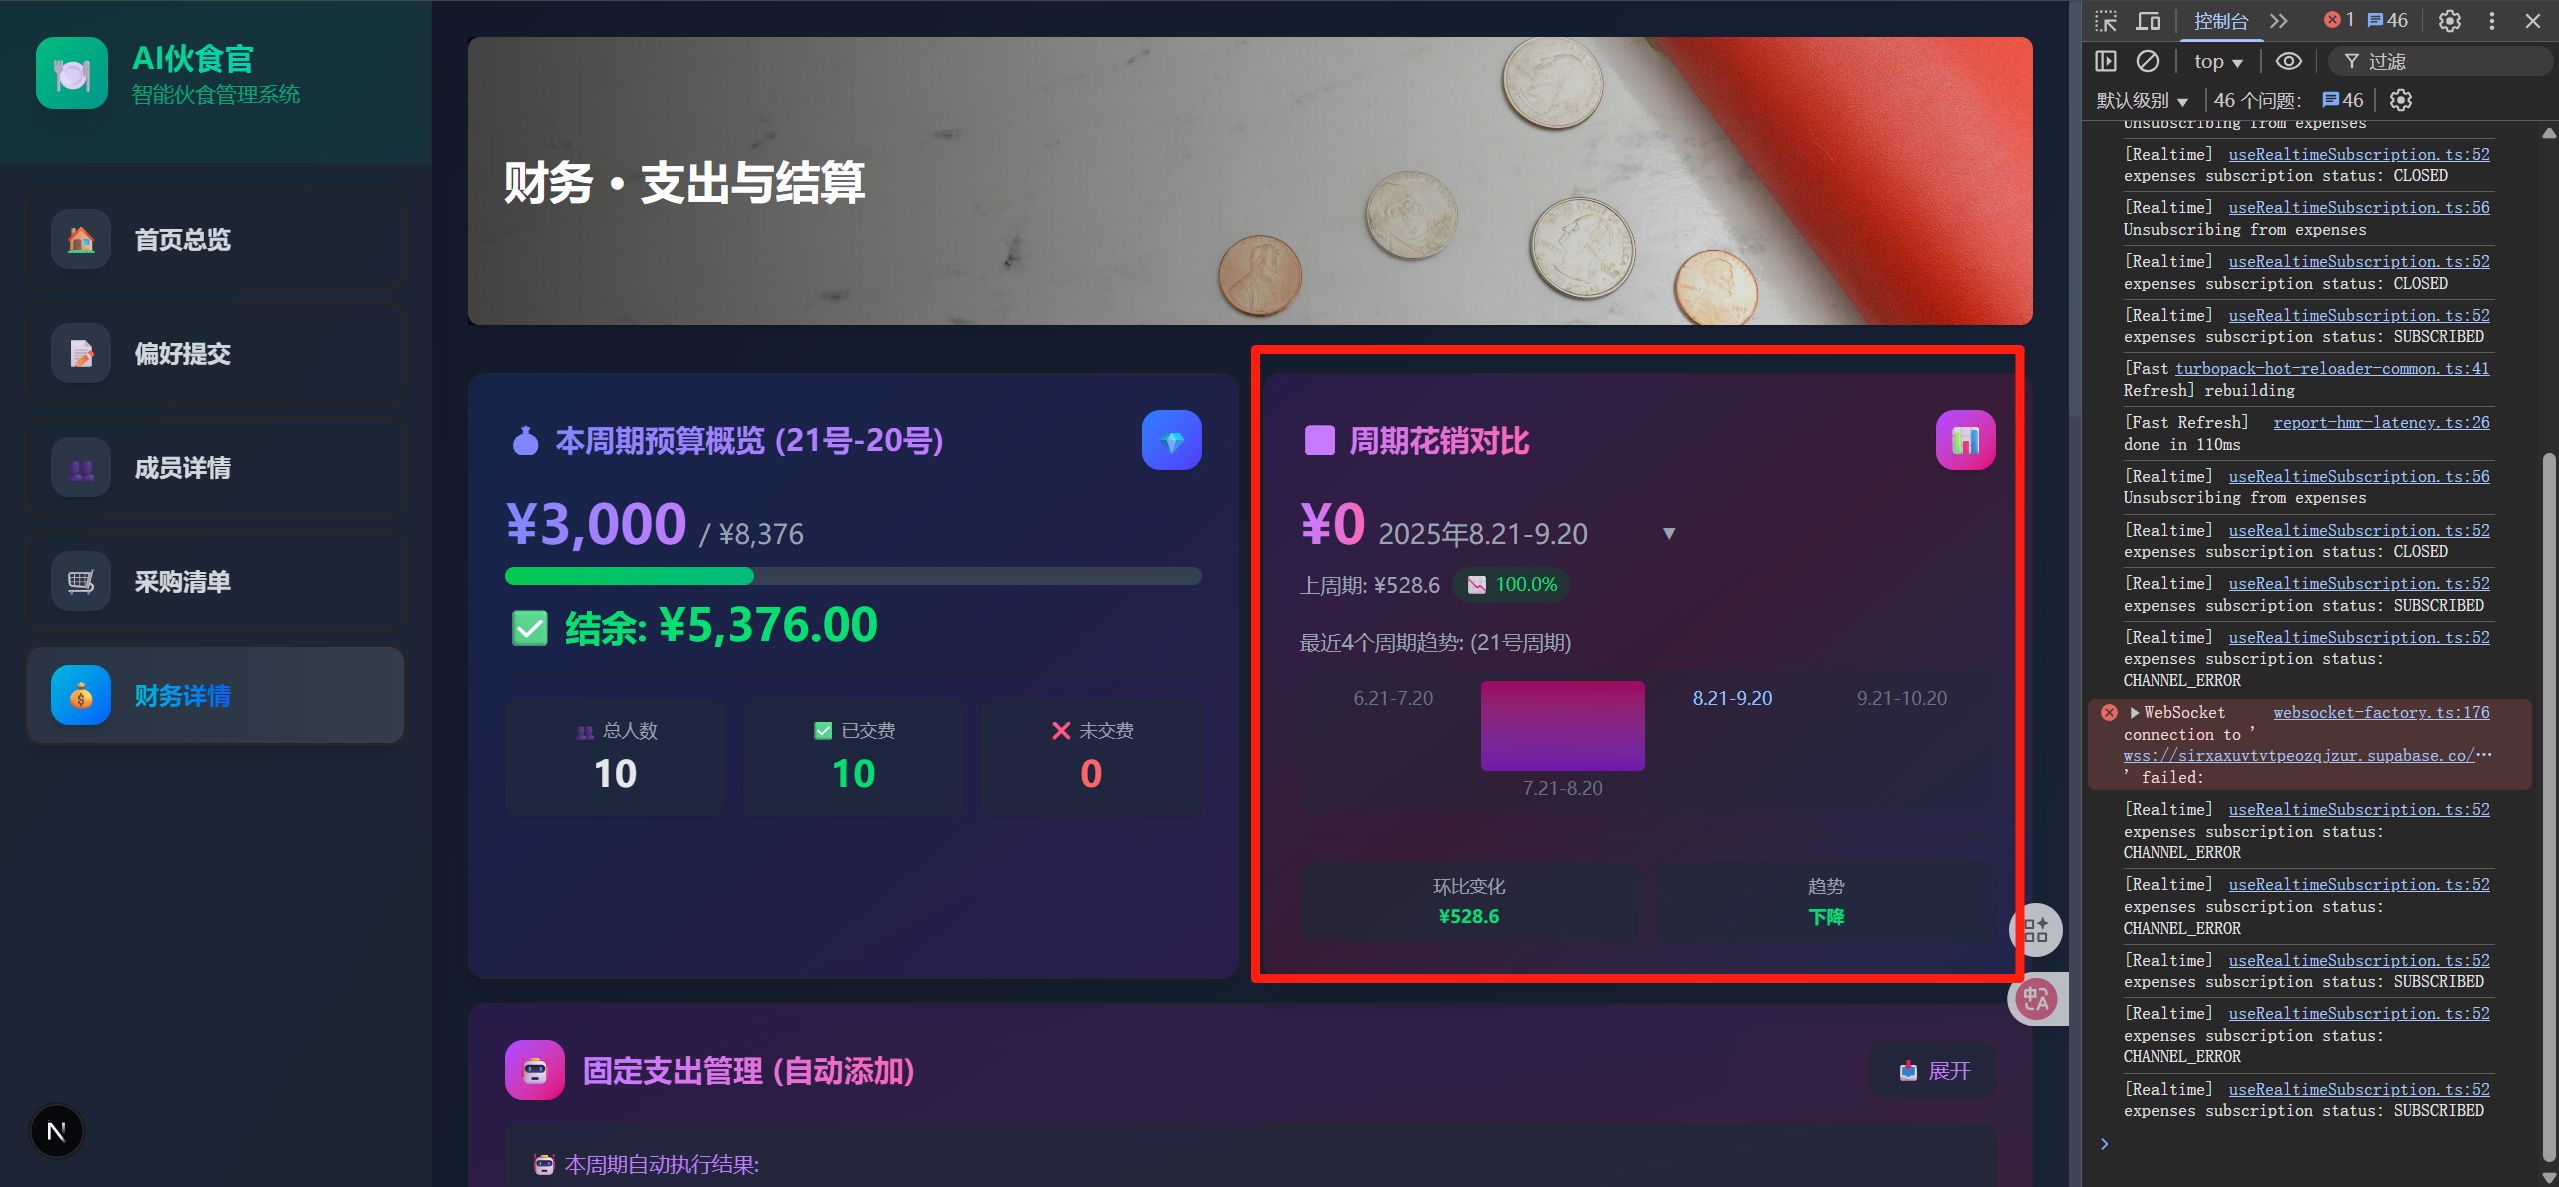 AI伙食官
智能伙食管理系统
首页总览
偏好提交
成员详情
采购清单
财务详情
N
财务・支出与结算
本周期预算概览 (21号-20号)
¥3,000 / ¥8,376
结余: ¥5,376.00
总人数
10
已交费
10
未交费
0
周期花销对比
¥0 2025年8.21-9.20
上周期: ¥528.6 100.0%
最近4个周期趋势: (21号周期)
6.21-7.20
7.21-8.20
8.21-9.20
9.21-10.20
环比变化
¥528.6
趋势
下降
固定支出管理 (自动添加)
展开
本周期自动执行结果:
中A
控制台
1
46
top
过滤
默认级别
46 个问题:
46
Unsubscribing from expenses
[Realtime] useRealtimeSubscription.ts:52
expenses subscription status: CLOSED
[Realtime] useRealtimeSubscription.ts:56
Unsubscribing from expenses
[Realtime] useRealtimeSubscription.ts:52
expenses subscription status: CLOSED
[Realtime] useRealtimeSubscription.ts:52
expenses subscription status: SUBSCRIBED
[Fast turbopack-hot-reloader-common.ts:41
Refresh] rebuilding
[Fast Refresh] report-hmr-latency.ts:26
done in 110ms
[Realtime] useRealtimeSubscription.ts:56
Unsubscribing from expenses
[Realtime] useRealtimeSubscription.ts:52
expenses subscription status: CLOSED
[Realtime] useRealtimeSubscription.ts:52
expenses subscription status: SUBSCRIBED
[Realtime] useRealtimeSubscription.ts:52
expenses subscription status:
CHANNEL_ERROR
WebSocket websocket-factory.ts:176
connection to '
wss://sirxaxuvtvtpeozqjzur.supabase.co/…
' failed:
[Realtime] useRealtimeSubscription.ts:52
expenses subscription status:
CHANNEL_ERROR
[Realtime] useRealtimeSubscription.ts:52
expenses subscription status:
CHANNEL_ERROR
[Realtime] useRealtimeSubscription.ts:52
expenses subscription status: SUBSCRIBED
[Realtime] useRealtimeSubscription.ts:52
expenses subscription status:
CHANNEL_ERROR
[Realtime] useRealtimeSubscription.ts:52
expenses subscription status: SUBSCRIBED